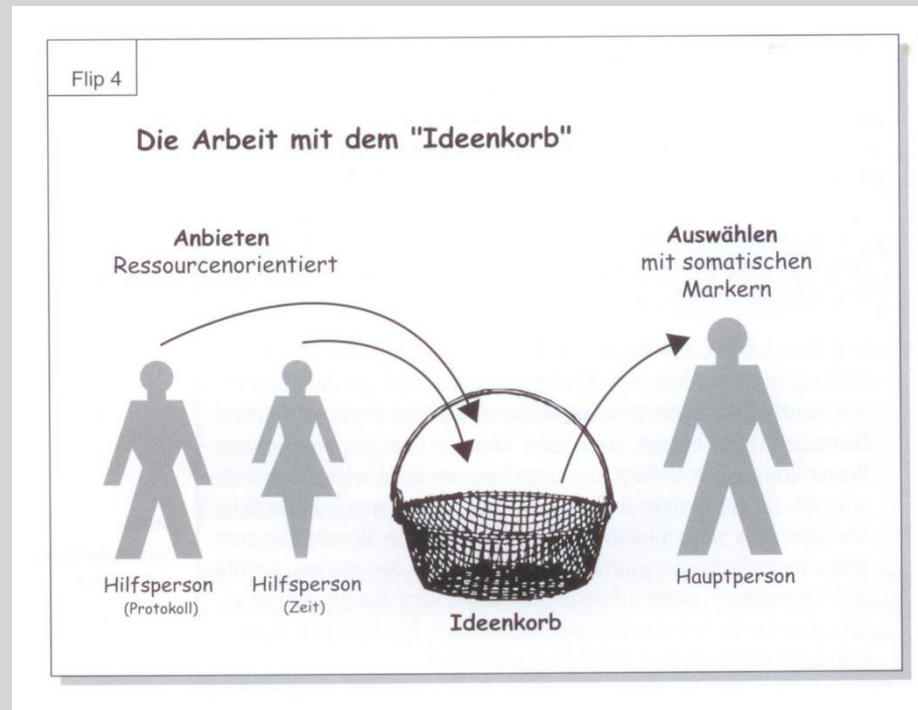 Flip 4
Die Arbeit mit dem "Ideenkorb"
Anbieten
Ressourcenorientiert
Auswählen
mit somatischen
Markern
Hilfsperson
(Protokoll)
Hilfsperson
(Zeit)
Ideenkorb
Hauptperson